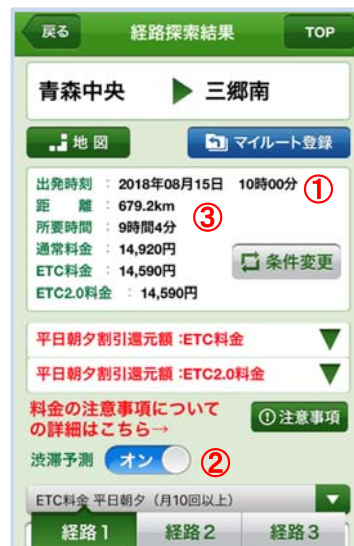 戻る 経路探索結果 TOP
青森中央 ▶ 三郷南
地図 マイルート登録
出発時刻 : 2018年08月15日 10時00分 ①
距 離 : 679.2km
③
所要時間 : 9時間4分
通常料金 : 14,920円
ETC料金 : 14,590円 条件変更
ETC2.0料金 : 14,590円
平日朝夕割引還元額 :ETC料金 ▼
平日朝夕割引還元額 :ETC2.0料金 ▼
料金の注意事項について
の詳細はこちら→ 注意事項
渋滞予測 オン ②
ETC料金 平日朝夕（月10回以上） ▼
経路1 経路2 経路3